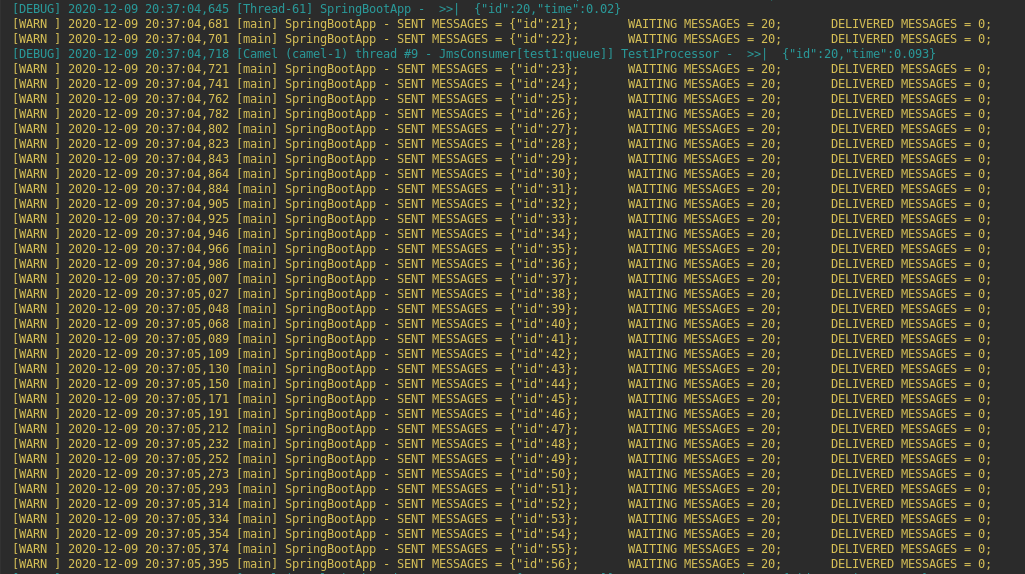 [DEBUG] 2020-12-09 20:37:04,645 [Thread-61] SpringBootApp -  >>|  {"id":20,"time":0.02}
[WARN ] 2020-12-09 20:37:04,681 [main] SpringBootApp - SENT MESSAGES = {"id":21};       WAITING MESSAGES = 20;       DELIVERED MESSAGES = 0;
[WARN ] 2020-12-09 20:37:04,701 [main] SpringBootApp - SENT MESSAGES = {"id":22};       WAITING MESSAGES = 20;       DELIVERED MESSAGES = 0;
[DEBUG] 2020-12-09 20:37:04,718 [Camel (camel-1) thread #9 - JmsConsumer[test1:queue]] Test1Processor -  >>|  {"id":20,"time":0.093}
[WARN ] 2020-12-09 20:37:04,721 [main] SpringBootApp - SENT MESSAGES = {"id":23};       WAITING MESSAGES = 20;       DELIVERED MESSAGES = 0;
[WARN ] 2020-12-09 20:37:04,741 [main] SpringBootApp - SENT MESSAGES = {"id":24};       WAITING MESSAGES = 20;       DELIVERED MESSAGES = 0;
[WARN ] 2020-12-09 20:37:04,762 [main] SpringBootApp - SENT MESSAGES = {"id":25};       WAITING MESSAGES = 20;       DELIVERED MESSAGES = 0;
[WARN ] 2020-12-09 20:37:04,782 [main] SpringBootApp - SENT MESSAGES = {"id":26};       WAITING MESSAGES = 20;       DELIVERED MESSAGES = 0;
[WARN ] 2020-12-09 20:37:04,802 [main] SpringBootApp - SENT MESSAGES = {"id":27};       WAITING MESSAGES = 20;       DELIVERED MESSAGES = 0;
[WARN ] 2020-12-09 20:37:04,823 [main] SpringBootApp - SENT MESSAGES = {"id":28};       WAITING MESSAGES = 20;       DELIVERED MESSAGES = 0;
[WARN ] 2020-12-09 20:37:04,843 [main] SpringBootApp - SENT MESSAGES = {"id":29};       WAITING MESSAGES = 20;       DELIVERED MESSAGES = 0;
[WARN ] 2020-12-09 20:37:04,864 [main] SpringBootApp - SENT MESSAGES = {"id":30};       WAITING MESSAGES = 20;       DELIVERED MESSAGES = 0;
[WARN ] 2020-12-09 20:37:04,884 [main] SpringBootApp - SENT MESSAGES = {"id":31};       WAITING MESSAGES = 20;       DELIVERED MESSAGES = 0;
[WARN ] 2020-12-09 20:37:04,905 [main] SpringBootApp - SENT MESSAGES = {"id":32};       WAITING MESSAGES = 20;       DELIVERED MESSAGES = 0;
[WARN ] 2020-12-09 20:37:04,925 [main] SpringBootApp - SENT MESSAGES = {"id":33};       WAITING MESSAGES = 20;       DELIVERED MESSAGES = 0;
[WARN ] 2020-12-09 20:37:04,946 [main] SpringBootApp - SENT MESSAGES = {"id":34};       WAITING MESSAGES = 20;       DELIVERED MESSAGES = 0;
[WARN ] 2020-12-09 20:37:04,966 [main] SpringBootApp - SENT MESSAGES = {"id":35};       WAITING MESSAGES = 20;       DELIVERED MESSAGES = 0;
[WARN ] 2020-12-09 20:37:04,986 [main] SpringBootApp - SENT MESSAGES = {"id":36};       WAITING MESSAGES = 20;       DELIVERED MESSAGES = 0;
[WARN ] 2020-12-09 20:37:05,007 [main] SpringBootApp - SENT MESSAGES = {"id":37};       WAITING MESSAGES = 20;       DELIVERED MESSAGES = 0;
[WARN ] 2020-12-09 20:37:05,027 [main] SpringBootApp - SENT MESSAGES = {"id":38};       WAITING MESSAGES = 20;       DELIVERED MESSAGES = 0;
[WARN ] 2020-12-09 20:37:05,048 [main] SpringBootApp - SENT MESSAGES = {"id":39};       WAITING MESSAGES = 20;       DELIVERED MESSAGES = 0;
[WARN ] 2020-12-09 20:37:05,068 [main] SpringBootApp - SENT MESSAGES = {"id":40};       WAITING MESSAGES = 20;       DELIVERED MESSAGES = 0;
[WARN ] 2020-12-09 20:37:05,089 [main] SpringBootApp - SENT MESSAGES = {"id":41};       WAITING MESSAGES = 20;       DELIVERED MESSAGES = 0;
[WARN ] 2020-12-09 20:37:05,109 [main] SpringBootApp - SENT MESSAGES = {"id":42};       WAITING MESSAGES = 20;       DELIVERED MESSAGES = 0;
[WARN ] 2020-12-09 20:37:05,130 [main] SpringBootApp - SENT MESSAGES = {"id":43};       WAITING MESSAGES = 20;       DELIVERED MESSAGES = 0;
[WARN ] 2020-12-09 20:37:05,150 [main] SpringBootApp - SENT MESSAGES = {"id":44};       WAITING MESSAGES = 20;       DELIVERED MESSAGES = 0;
[WARN ] 2020-12-09 20:37:05,171 [main] SpringBootApp - SENT MESSAGES = {"id":45};       WAITING MESSAGES = 20;       DELIVERED MESSAGES = 0;
[WARN ] 2020-12-09 20:37:05,191 [main] SpringBootApp - SENT MESSAGES = {"id":46};       WAITING MESSAGES = 20;       DELIVERED MESSAGES = 0;
[WARN ] 2020-12-09 20:37:05,212 [main] SpringBootApp - SENT MESSAGES = {"id":47};       WAITING MESSAGES = 20;       DELIVERED MESSAGES = 0;
[WARN ] 2020-12-09 20:37:05,232 [main] SpringBootApp - SENT MESSAGES = {"id":48};       WAITING MESSAGES = 20;       DELIVERED MESSAGES = 0;
[WARN ] 2020-12-09 20:37:05,252 [main] SpringBootApp - SENT MESSAGES = {"id":49};       WAITING MESSAGES = 20;       DELIVERED MESSAGES = 0;
[WARN ] 2020-12-09 20:37:05,273 [main] SpringBootApp - SENT MESSAGES = {"id":50};       WAITING MESSAGES = 20;       DELIVERED MESSAGES = 0;
[WARN ] 2020-12-09 20:37:05,293 [main] SpringBootApp - SENT MESSAGES = {"id":51};       WAITING MESSAGES = 20;       DELIVERED MESSAGES = 0;
[WARN ] 2020-12-09 20:37:05,314 [main] SpringBootApp - SENT MESSAGES = {"id":52};       WAITING MESSAGES = 20;       DELIVERED MESSAGES = 0;
[WARN ] 2020-12-09 20:37:05,334 [main] SpringBootApp - SENT MESSAGES = {"id":53};       WAITING MESSAGES = 20;       DELIVERED MESSAGES = 0;
[WARN ] 2020-12-09 20:37:05,354 [main] SpringBootApp - SENT MESSAGES = {"id":54};       WAITING MESSAGES = 20;       DELIVERED MESSAGES = 0;
[WARN ] 2020-12-09 20:37:05,374 [main] SpringBootApp - SENT MESSAGES = {"id":55};       WAITING MESSAGES = 20;       DELIVERED MESSAGES = 0;
[WARN ] 2020-12-09 20:37:05,395 [main] SpringBootApp - SENT MESSAGES = {"id":56};       WAITING MESSAGES = 20;       DELIVERED MESSAGES = 0;